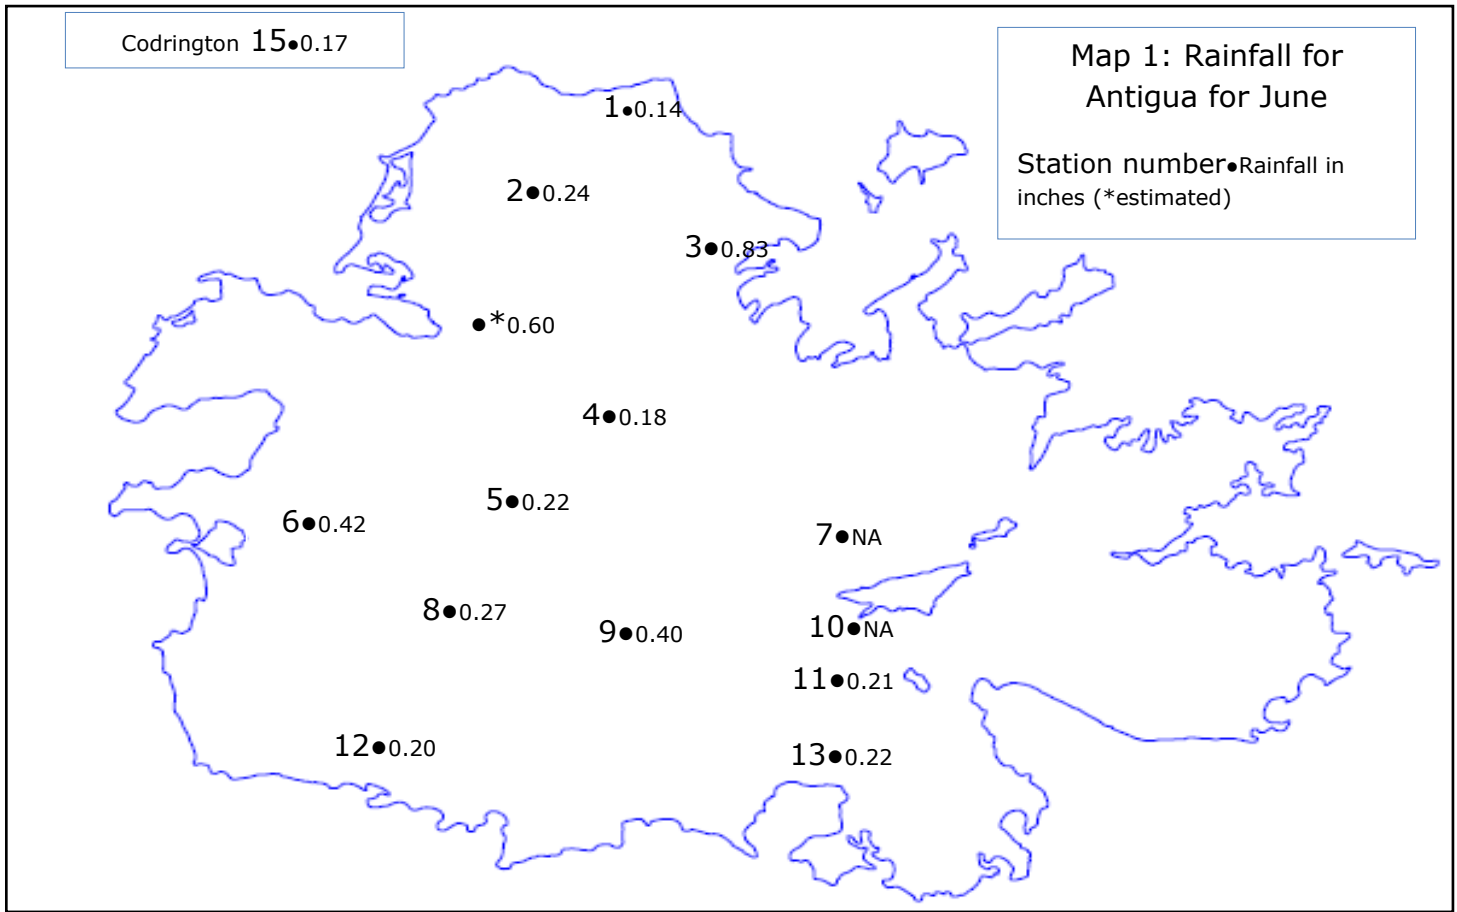 Codrington 15●0.17
Map 1: Rainfall for
Antigua for June
Station number●Rainfall in
inches (*estimated)
1●0.14
2●0.24
3●0.83
●*0.60
4●0.18
5●0.22
6●0.42
7●NA
8●0.27
9●0.40
10●NA
11●0.21
12●0.20
13●0.22